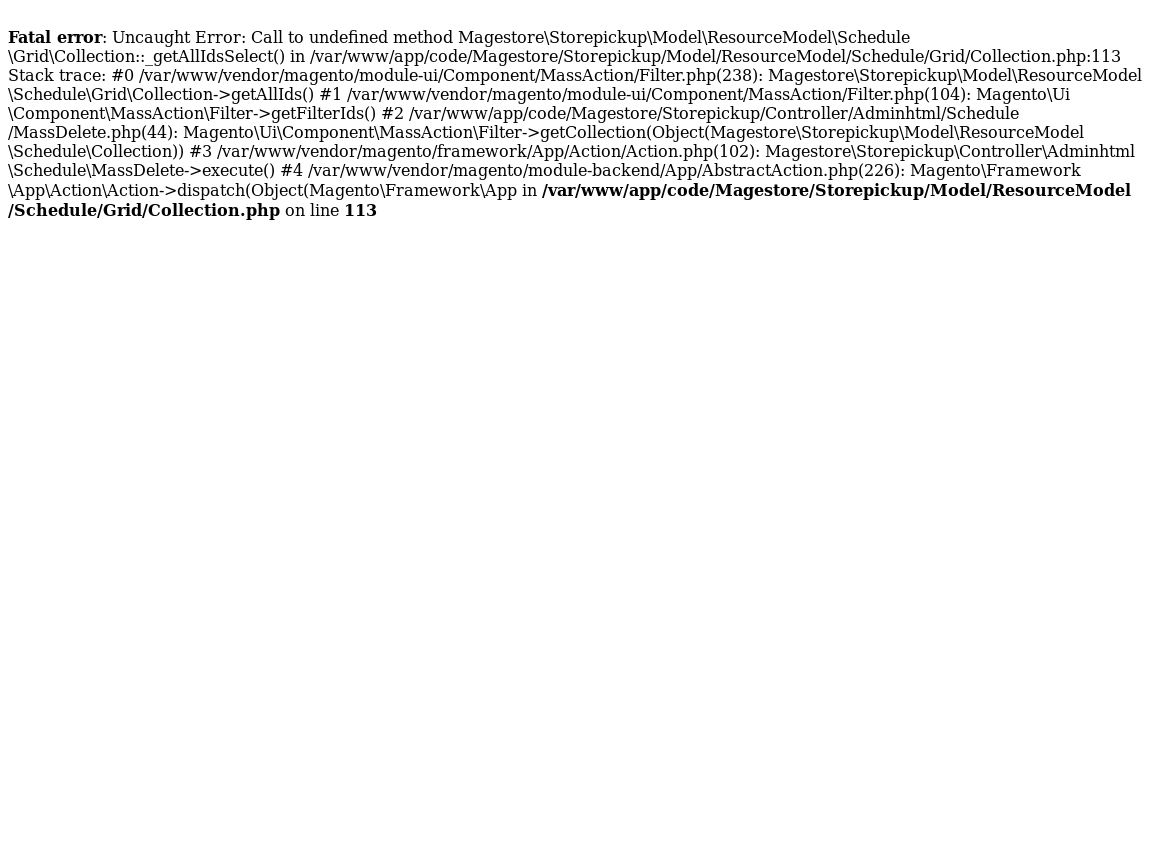 Fatal error: Uncaught Error: Call to undefined method Magestore\Storepickup\Model\ResourceModel\Schedule
\Grid\Collection::_getAllIdsSelect() in /var/www/app/code/Magestore/Storepickup/Model/ResourceModel/Schedule/Grid/Collection.php:113
Stack trace: #0 /var/www/vendor/magento/module-ui/Component/MassAction/Filter.php(238): Magestore\Storepickup\Model\ResourceModel
\Schedule\Grid\Collection->getAllIds() #1 /var/www/vendor/magento/module-ui/Component/MassAction/Filter.php(104): Magento\Ui
\Component\MassAction\Filter->getFilterIds() #2 /var/www/app/code/Magestore/Storepickup/Controller/Adminhtml/Schedule
/MassDelete.php(44): Magento\Ui\Component\MassAction\Filter->getCollection(Object(Magestore\Storepickup\Model\ResourceModel
\Schedule\Collection)) #3 /var/www/vendor/magento/framework/App/Action/Action.php(102): Magestore\Storepickup\Controller\Adminhtml
\Schedule\MassDelete->execute() #4 /var/www/vendor/magento/module-backend/App/AbstractAction.php(226): Magento\Framework
\App\Action\Action->dispatch(Object(Magento\Framework\App in /var/www/app/code/Magestore/Storepickup/Model/ResourceModel
/Schedule/Grid/Collection.php on line 113